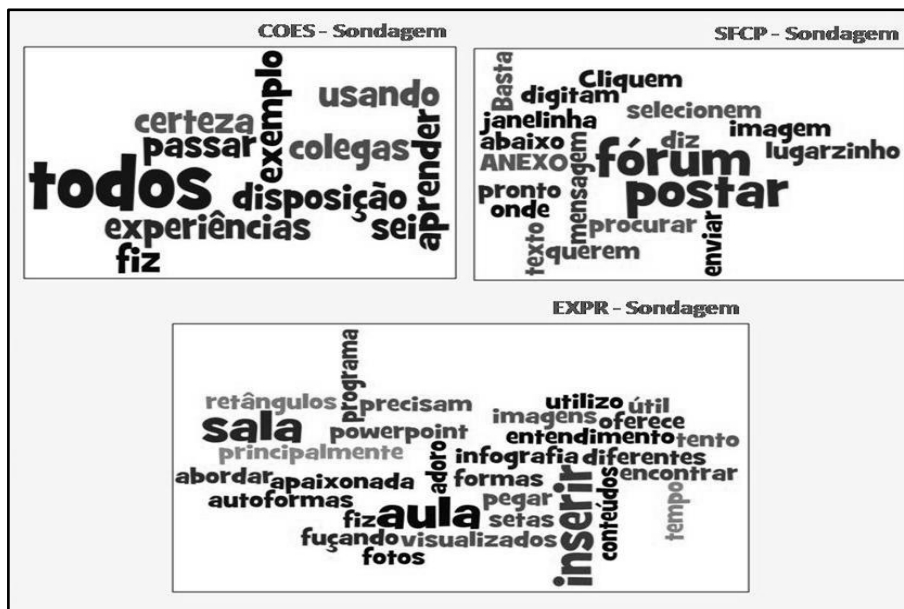 COES - Sondagem
todos
certeza
passar
exemplo
usando
colegas
aprender
disposição
experiências
sei
fiz
SFCP - Sondagem
Basta
Cliquem
digitam
selecionem
janelinha
imagem
abaixo
diz
lugarzinho
ANEXO
mensagem
fórum
pronto
postar
onde
procurar
texto
querem
enviar
EXPR - Sondagem
programa
retângulos
precisam
utilizo
útil
sala
powerpoint
imagens
oferece
principalmente
entendimento
tento
adoro
infografia
diferentes
abordar
apaixonada
formas
inserir
conteúdos
encontrar
autoformas
pegar
tempo
fiz
aula
setas
fuçando
visualizados
fotos